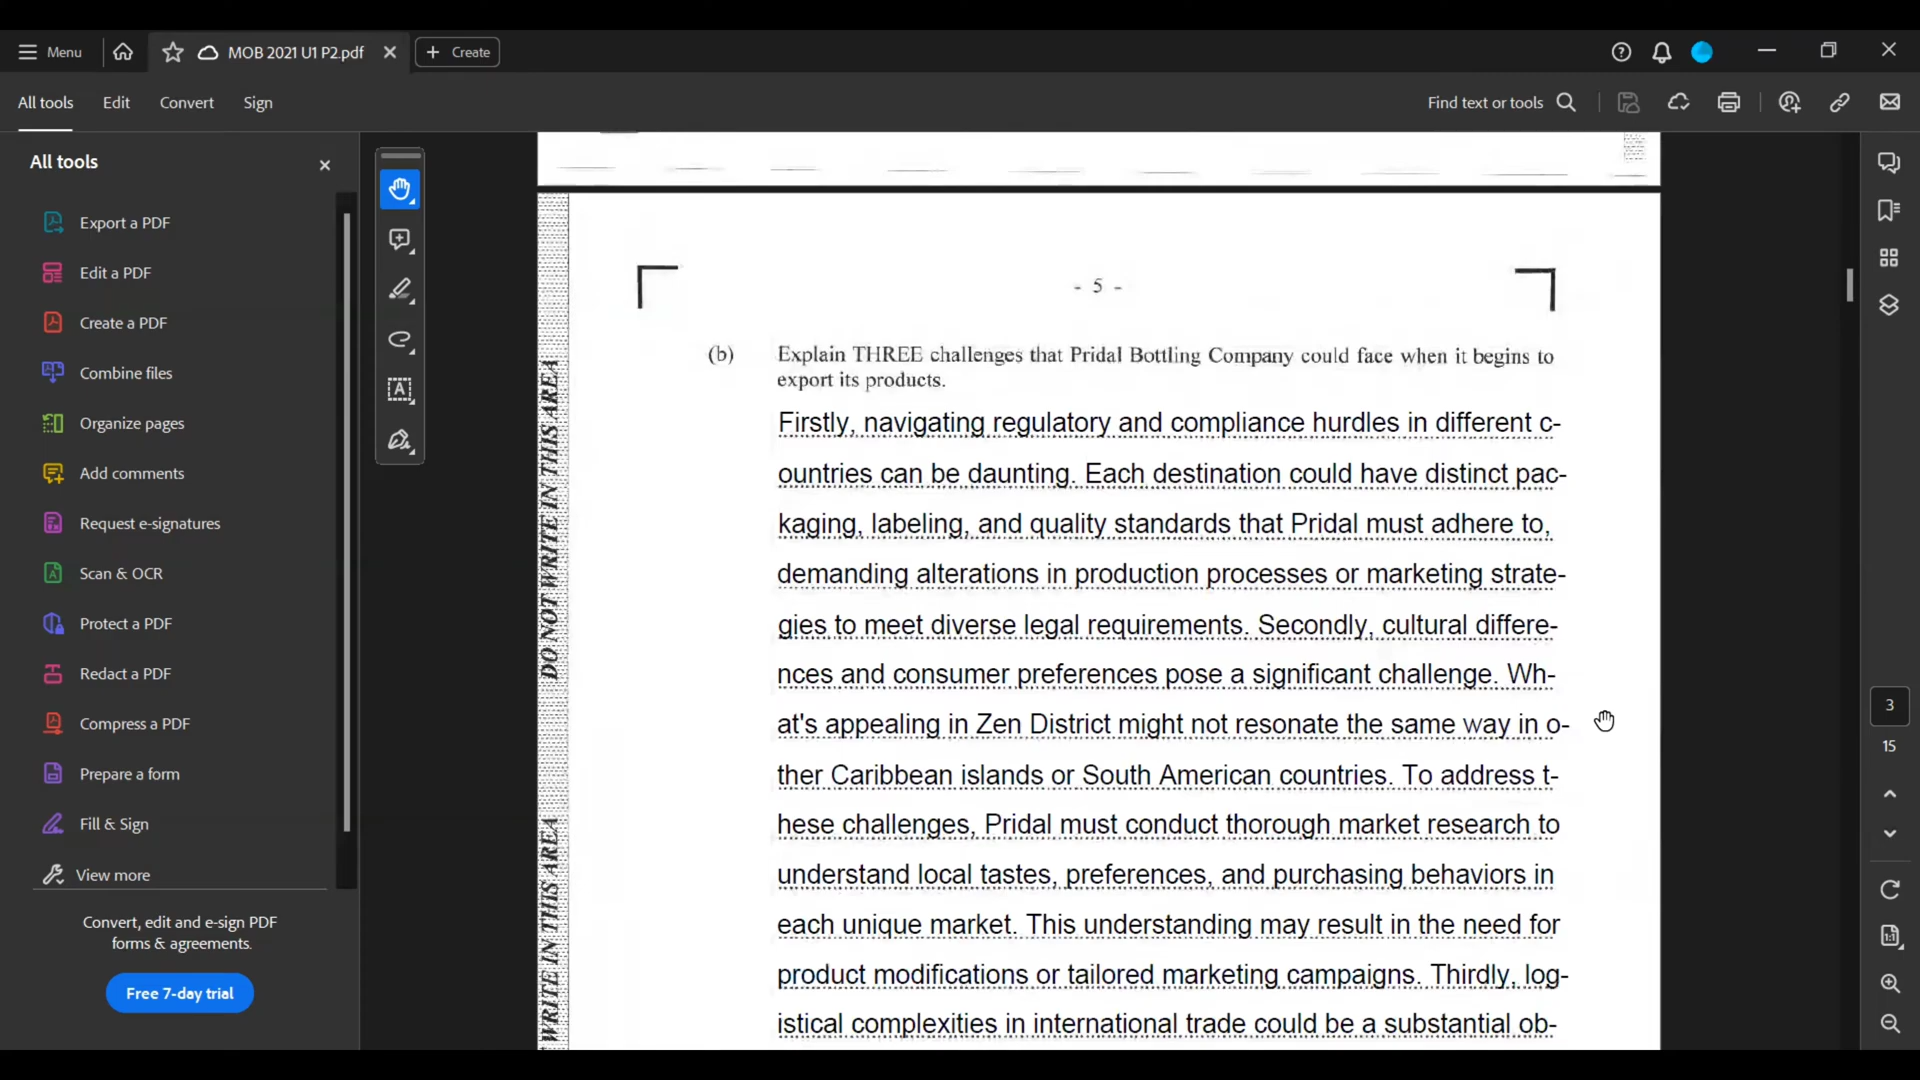 Menu
MOB 2021 U1 P2.pdf
Create
All tools
Edit
Convert
Sign
Find text or tools
All tools
Export a PDF
Edit a PDF
Create a PDF
Combine files
Organize pages
Add comments
Request e-signatures
Scan & OCR
Protect a PDF
Redact a PDF
Compress a PDF
Prepare a form
Fill & Sign
View more
Convert, edit and e-sign PDF
forms & agreements.
Free 7-day trial
DO NOT WRITE IN THIS AREA
WRITE IN THIS AREA
- 5 -
(b) Explain THREE challenges that Pridal Bottling Company could face when it begins to
export its products.
Firstly, navigating regulatory and compliance hurdles in different c-
ountries can be daunting. Each destination could have distinct pac-
kaging, labeling, and quality standards that Pridal must adhere to,
demanding alterations in production processes or marketing strate-
gies to meet diverse legal requirements. Secondly, cultural differe-
nces and consumer preferences pose a significant challenge. Wh-
at's appealing in Zen District might not resonate the same way in o-
ther Caribbean islands or South American countries. To address t-
hese challenges, Pridal must conduct thorough market research to
understand local tastes, preferences, and purchasing behaviors in
each unique market. This understanding may result in the need for
product modifications or tailored marketing campaigns. Thirdly, log-
istical complexities in international trade could be a substantial ob-
3
15